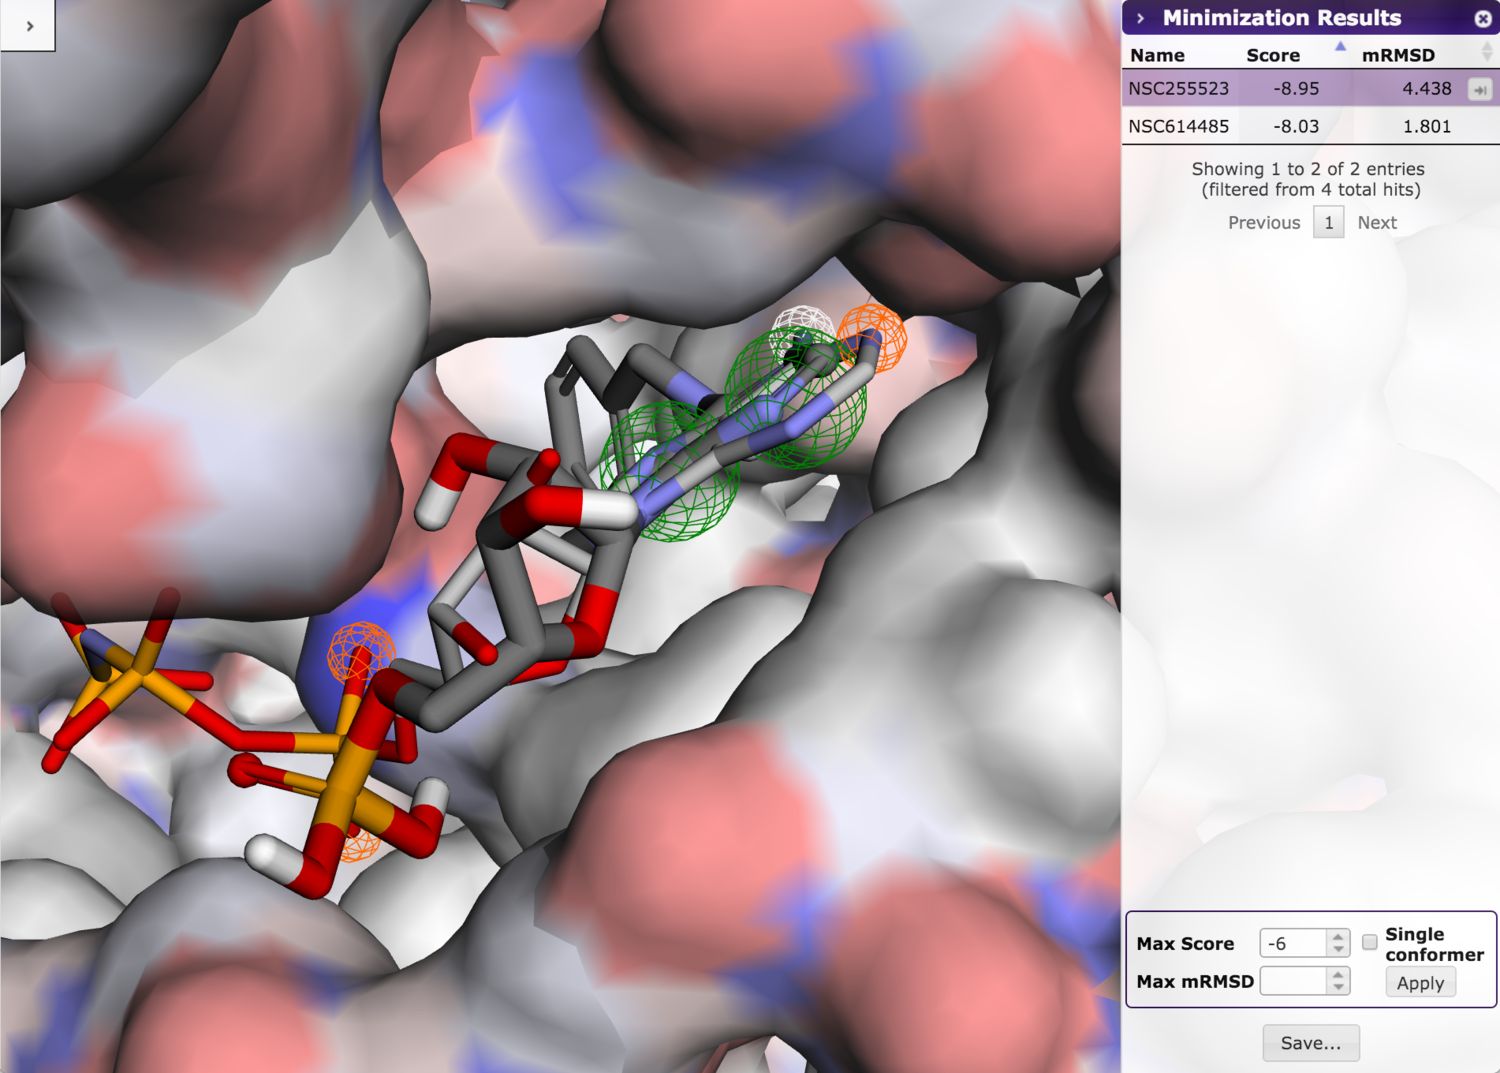 Minimization Results
Name Score mRMSD
NSC255523 -8.95 4.438
NSC614485 -8.03 1.801
Showing 1 to 2 of 2 entries
(filtered from 4 total hits)
Previous 1 Next
Max Score -6
Single
conformer
Max mRMSD
Apply
Save...